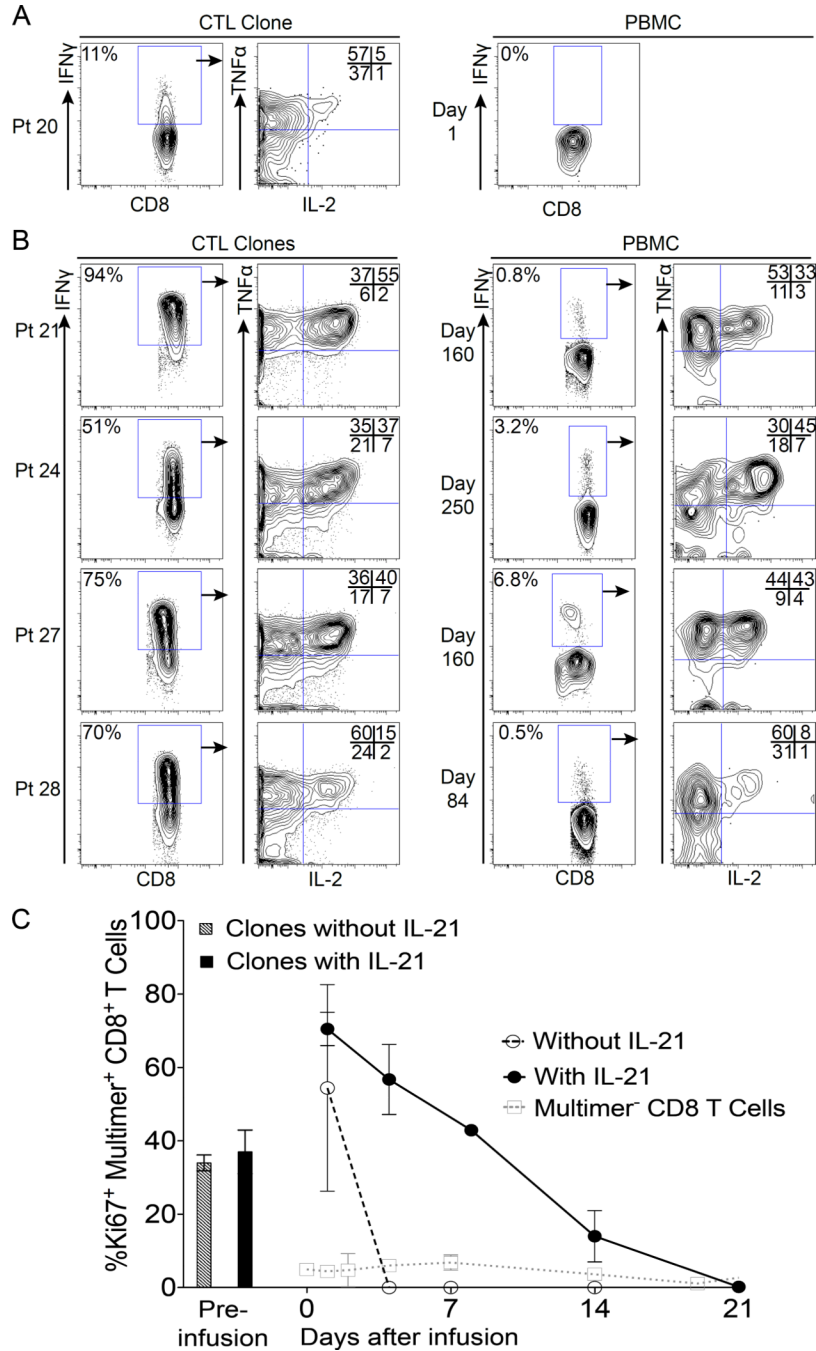 A
CTL Clone
PBMC
Pt 20
IFNγ
11%
TNFα
57 5
37 1
Day
1
IFNγ
0%
CD8
IL-2
CD8
B
CTL Clones
PBMC
Pt 21
IFNγ
94%
TNFα
37 55
6 2
Day
160
IFNγ
0.8%
TNFα
53 33
11 3
Pt 24
51%
35 37
21 7
Day
250
3.2%
30 45
18 7
Pt 27
75%
36 40
17 7
Day
160
6.8%
44 43
9 4
Pt 28
70%
60 15
24 2
Day
84
0.5%
60 8
31 1
CD8
IL-2
CD8
IL-2
C
%Ki67+ Multimer+ CD8+ T Cells
100
80
60
40
20
0
Clones without IL-21
Clones with IL-21
Without IL-21
With IL-21
Multimer- CD8 T Cells
Pre-
infusion
0
7
14
21
Days after infusion